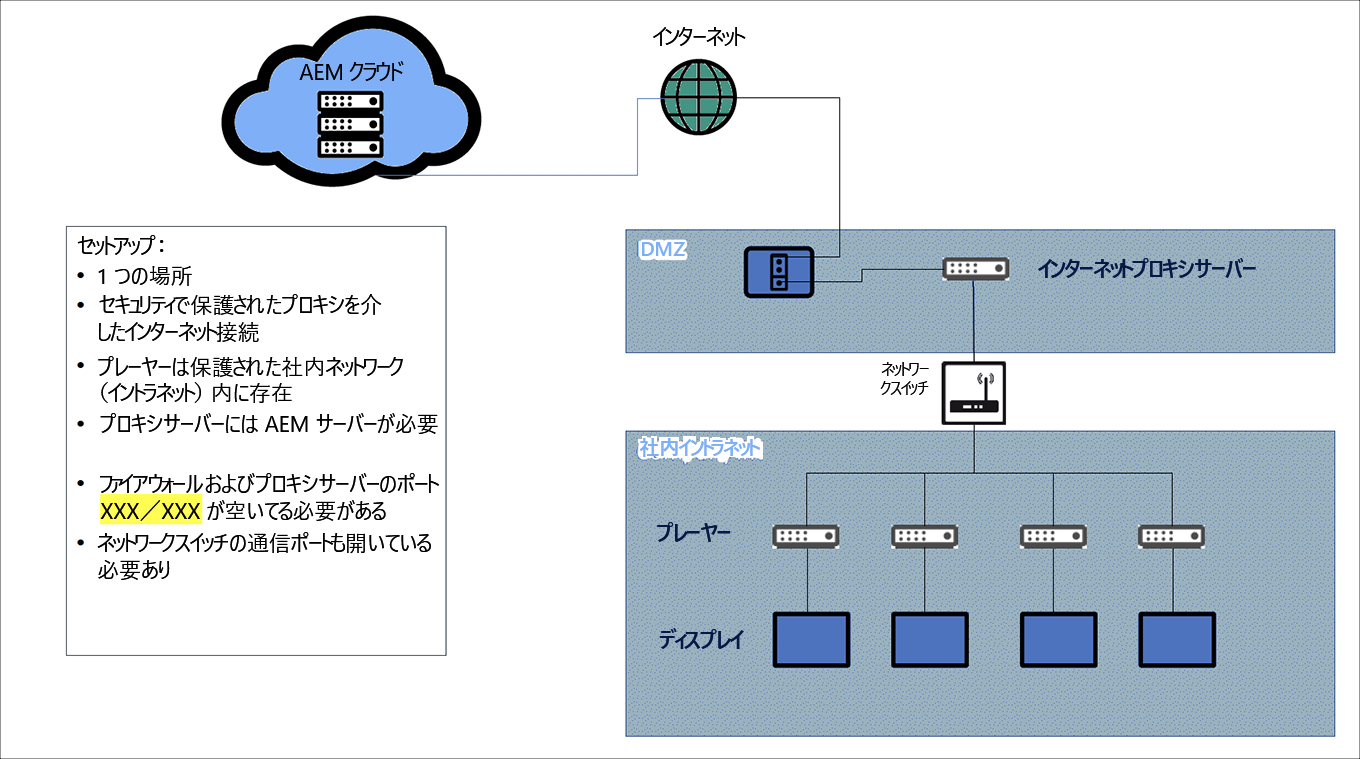 AEM クラウド
インターネット
セットアップ：
• 1 つの場所
• セキュリティで保護されたプロキシを介
したインターネット接続
• プレーヤーは保護された社内ネットワーク
（イントラネット） 内に存在
• プロキシサーバーには AEM サーバーが必要
• ファイアウォールおよびプロキシサーバーのポート
XXX／XXX が空いてる必要がある
• ネットワークスイッチの通信ポートも開いている
必要あり
DMZ
インターネットプロキシサーバー
ネットワー
クスイッチ
社内イントラネット
プレーヤー
ディスプレイ